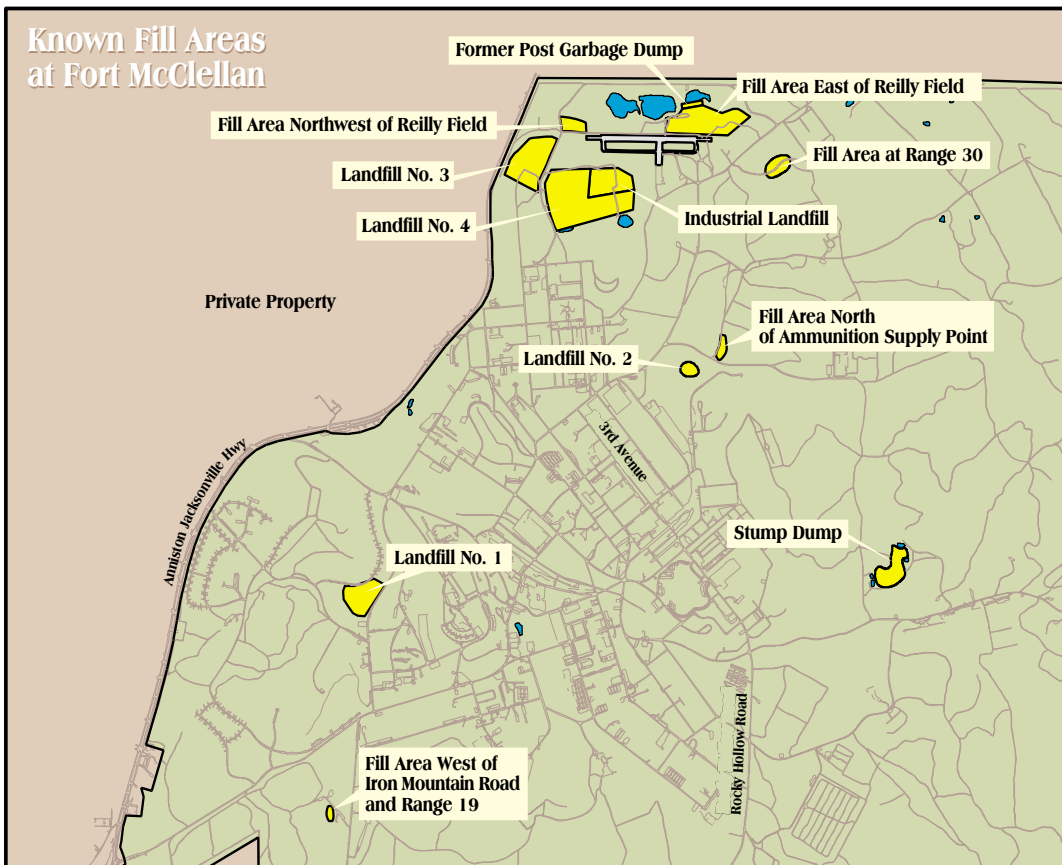 Known Fill Areas
at Fort McClellan
Former Post Garbage Dump
Fill Area East of Reilly Field
Fill Area Northwest of Reilly Field
Fill Area at Range 30
Landfill No. 3
Landfill No. 4
Industrial Landfill
Private Property
Fill Area North
of Ammunition Supply Point
Landfill No. 2
3rd Avenue
Anniston Jacksonville Hwy
Stump Dump
Landfill No. 1
Rocky Hollow Road
Fill Area West of
Iron Mountain Road
and Range 19